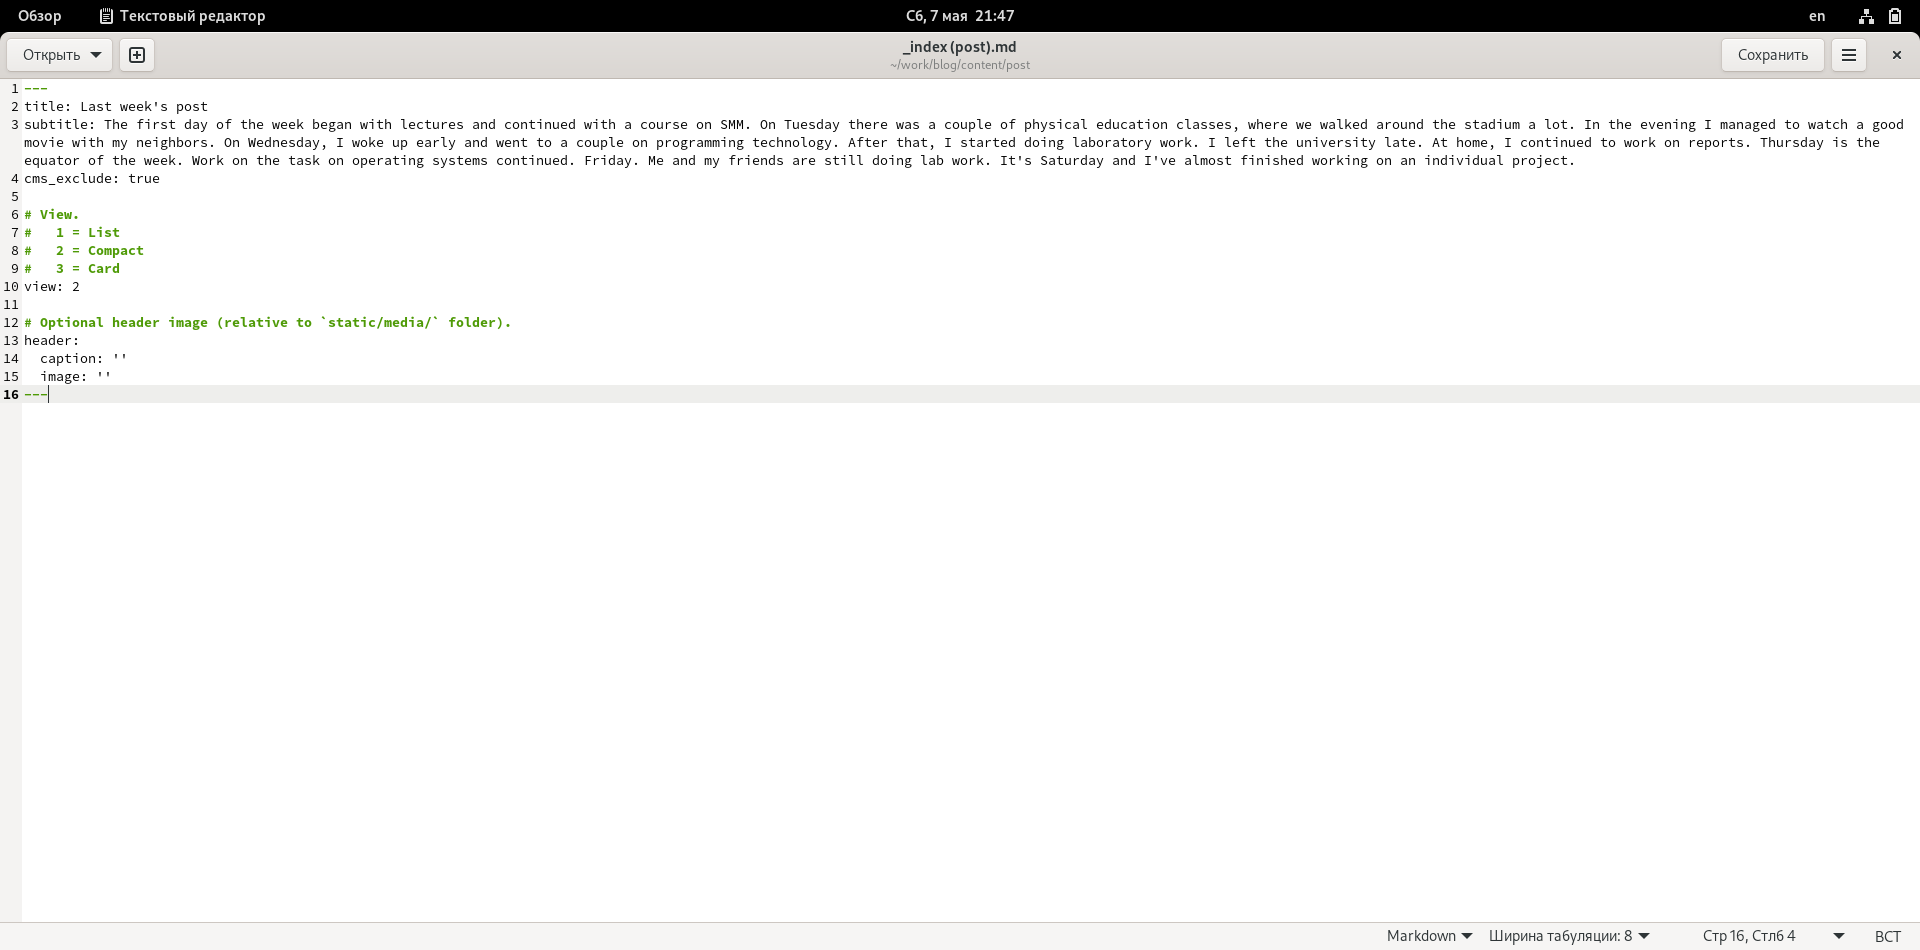 Обзор Текстовый редактор Сб, 7 мая 21:47 en
Открыть _index (post).md Сохранить
~/work/blog/content/post
1 ---
2 title: Last week's post
3 subtitle: The first day of the week began with lectures and continued with a course on SMM. On Tuesday there was a couple of physical education classes, where we walked around the stadium a lot. In the evening I managed to watch a good
movie with my neighbors. On Wednesday, I woke up early and went to a couple on programming technology. After that, I started doing laboratory work. I left the university late. At home, I continued to work on reports. Thursday is the
equator of the week. Work on the task on operating systems continued. Friday. Me and my friends are still doing lab work. It's Saturday and I've almost finished working on an individual project.
4 cms_exclude: true
5
6 # View.
7 #   1 = List
8 #   2 = Compact
9 #   3 = Card
10 view: 2
11
12 # Optional header image (relative to `static/media/` folder).
13 header:
14   caption: ''
15   image: ''
16 ---
Markdown Ширина табуляции: 8 Стр 16, Стлб 4 ВСТ